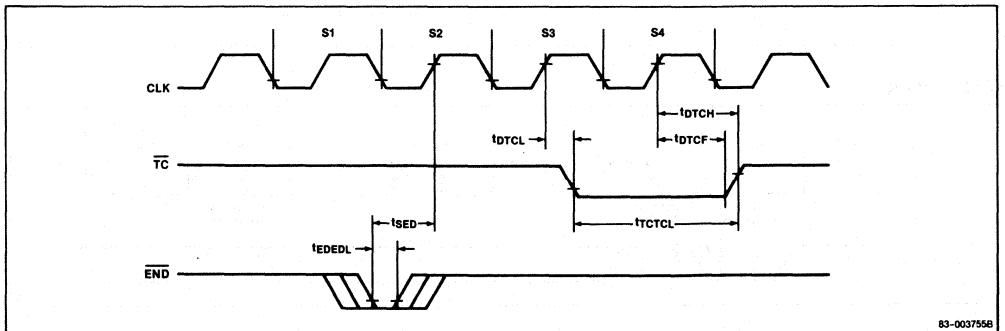 S1 S2 S3 S4
CLK
tDTCH
tDTCL tDTCF
TC
tSED tTCTCL
tEDEDL
END
83-003755B